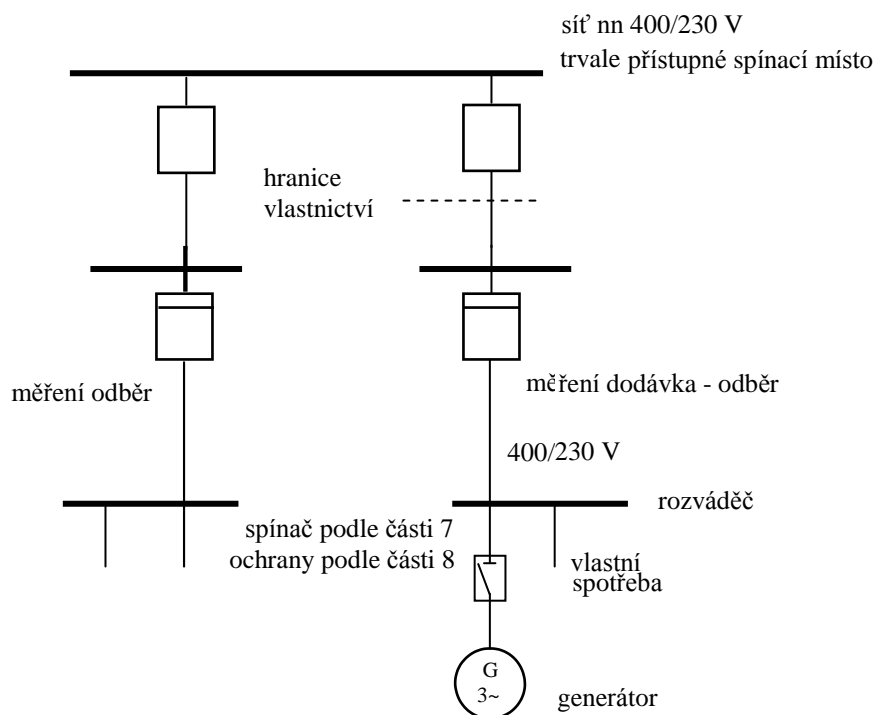 síť nn 400/230 V
trvale přístupné spínací místo
hranice
vlastnictví
měření odběr
měření dodávka - odběr
400/230 V
rozváděč
spínač podle části 7
ochrany podle části 8
vlastní
spotřeba
G
3~
generátor